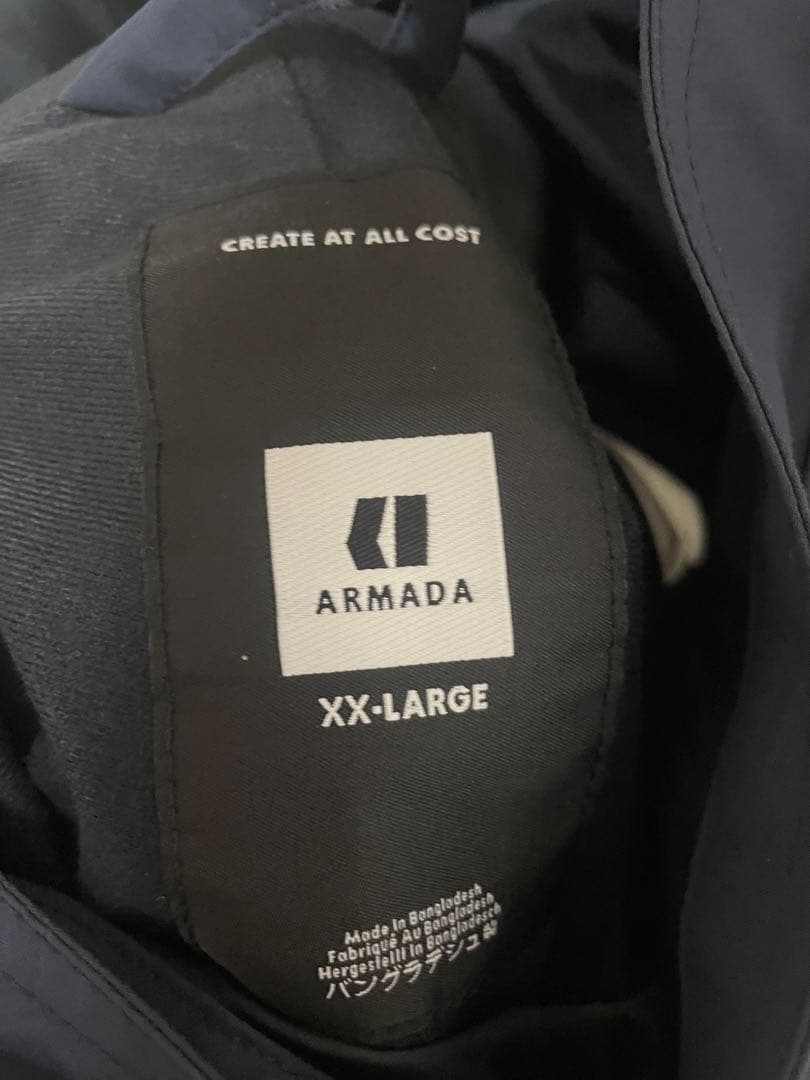 CREATE AT ALL COST
ARMADA
XX-LARGE
Made In Bangladesh
Fabriqué Au Bangladesh
Hergestellt In Bangladesch
バングラデシュ製